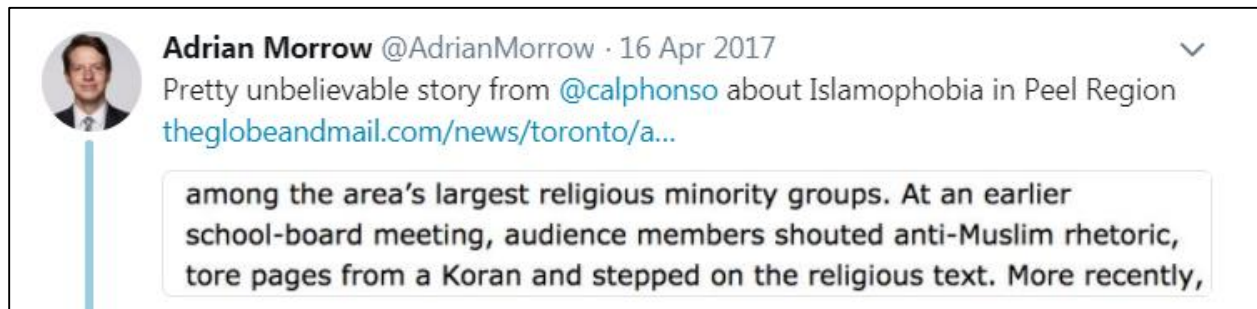 Adrian Morrow @AdrianMorrow · 16 Apr 2017
Pretty unbelievable story from @calphonso about Islamophobia in Peel Region
theglobeandmail.com/news/toronto/a...
among the area's largest religious minority groups. At an earlier
school-board meeting, audience members shouted anti-Muslim rhetoric,
tore pages from a Koran and stepped on the religious text. More recently,